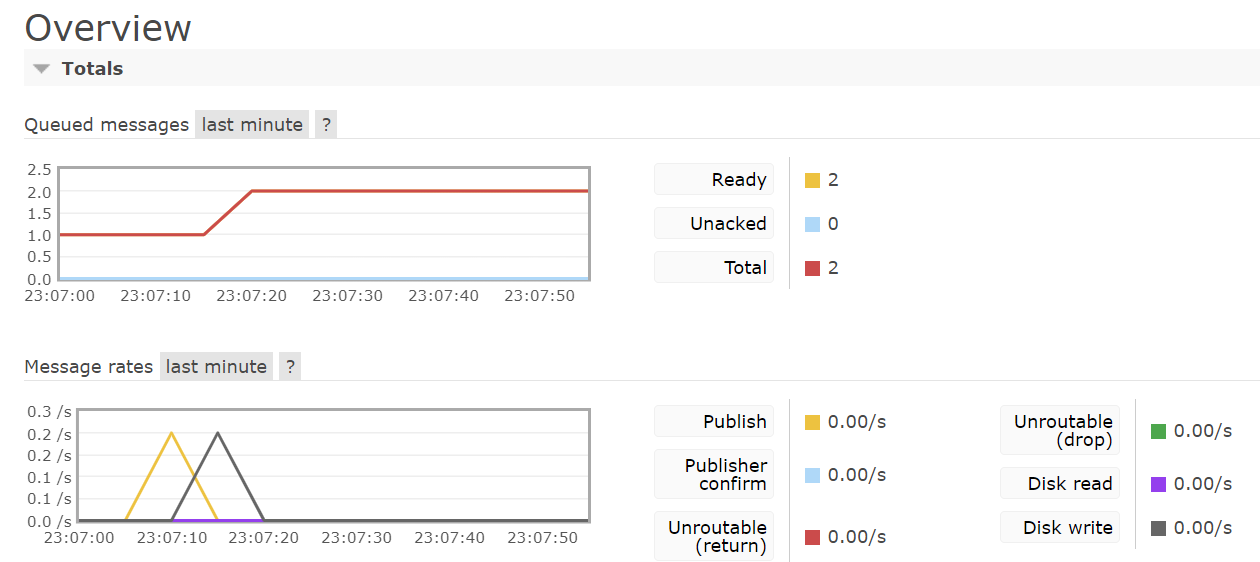 Overview
Totals
Queued messages last minute ?
2.5
2.0
1.5
1.0
0.5
0.0
23:07:00 23:07:10 23:07:20 23:07:30 23:07:40 23:07:50
Ready 2
Unacked 0
Total 2
Message rates last minute ?
0.3 /s
0.2 /s
0.2 /s
0.1 /s
0.1 /s
0.0 /s
23:07:00 23:07:10 23:07:20 23:07:30 23:07:40 23:07:50
Publish 0.00/s
Publisher
confirm 0.00/s
Unroutable
(return) 0.00/s
Unroutable
(drop) 0.00/s
Disk read 0.00/s
Disk write 0.00/s